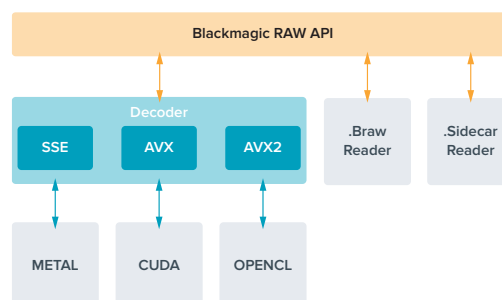 Blackmagic RAW API
Decoder
SSE
AVX
AVX2
.Braw
Reader
.Sidecar
Reader
METAL
CUDA
OPENCL